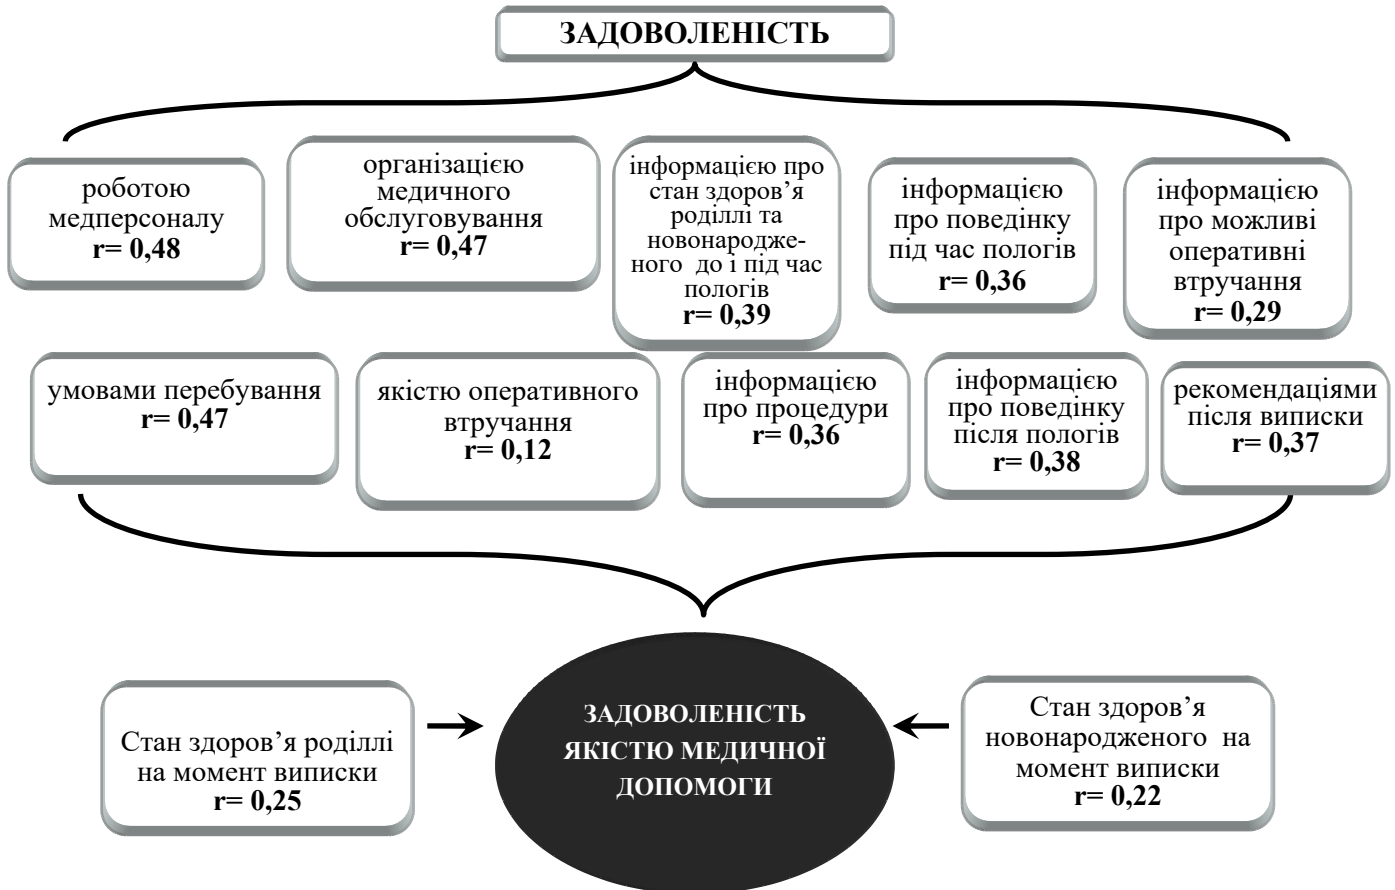 ЗАДОВОЛЕНІСТЬ
роботою
медперсоналу
r= 0,48
організацією
медичного
обслуговування
r= 0,47
інформацією про
стан здоров’я
роділлі та
новонародже-
ного до і під час
пологів
r= 0,39
інформацією
про поведінку
під час пологів
r= 0,36
інформацією
про можливі
оперативні
втручання
r= 0,29
умовами перебування
r= 0,47
якістю оперативного
втручання
r= 0,12
інформацією
про процедури
r= 0,36
інформацією
про поведінку
після пологів
r= 0,38
рекомендаціями
після виписки
r= 0,37
Стан здоров’я роділлі
на момент виписки
r= 0,25
ЗАДОВОЛЕНІСТЬ
ЯКІСТЮ МЕДИЧНОЇ
ДОПОМОГИ
Стан здоров’я
новонародженого на
момент виписки
r= 0,22